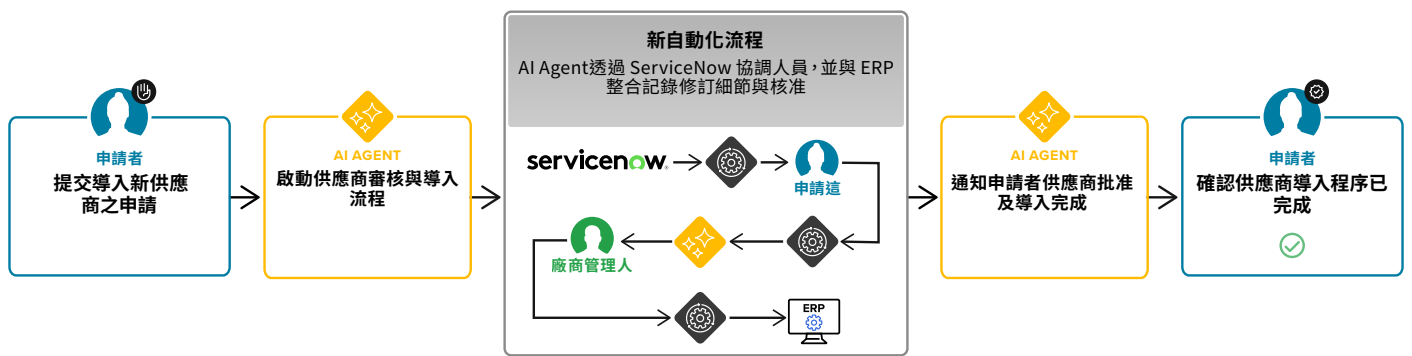 申請者
提交導入新供應
商之申請
AI AGENT
啟動供應商審核與導入
流程
新自動化流程
AI Agent透過 ServiceNow 協調人員，並與 ERP
整合記錄修訂細節與核准
servicenow
申請這
廠商管理人
ERP
AI AGENT
通知申請者供應商批准
及導入完成
申請者
確認供應商導入程序已
完成